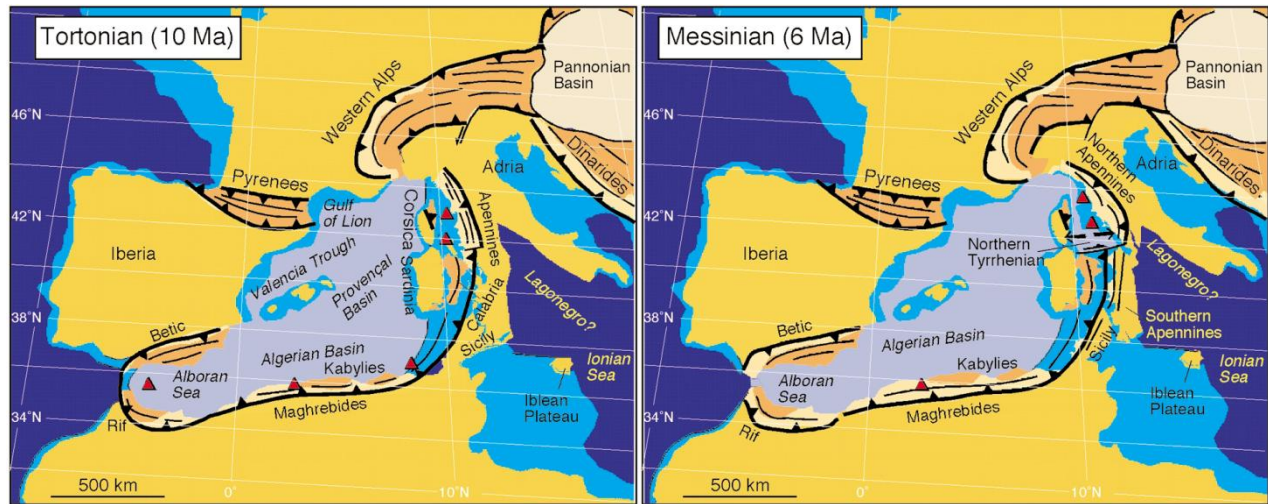 Tortonian (10 Ma)
Western Alps
Pannonian
Basin
46°N
Dinarides
Adria
Pyrenees
Gulf
of Lion
Corsica
Apennines
42°N
Iberia
Valencia Trough
Provençal
Basin
Sardinia
Lagonegro?
Calabria
38°N
Betic
Algerian Basin
Sicily
Kabylies
Ionian
Sea
Alboran
Sea
Iblean
Plateau
Maghrebides
34°N
Rif
500 km
0°
10°N
Messinian (6 Ma)
Western Alps
Pannonian
Basin
46°N
Northern
Apennines
Dinarides
Adria
Pyrenees
42°N
Iberia
Northern
Tyrrhenian
Lagonegro?
38°N
Southern
Apennines
Betic
Algerian Basin
Sicily
Kabylies
Ionian
Sea
Alboran
Sea
Iblean
Plateau
Maghrebides
34°N
Rif
500 km
0°
10°N